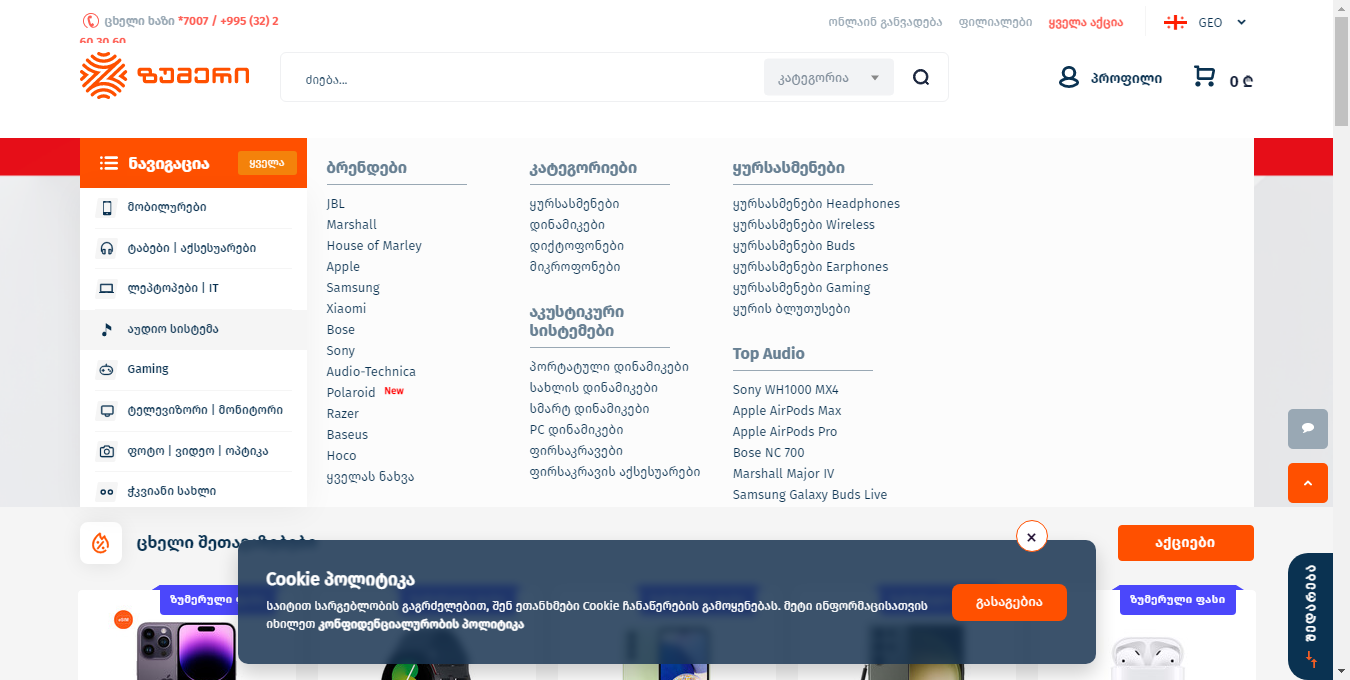 ცხელი ხაზი *7007 / +995 (32) 2
60 30 60
ონლაინ განვადება ფილიალები ყველა აქცია GEO
ზუმერი
ძიება...
კატეგორია
პროფილი
0 ₾
ნავიგაცია ყველა
მობილურები
ტაბები | აქსესუარები
ლეპტოპები | IT
აუდიო სისტემა
Gaming
ტელევიზორი | მონიტორი
ფოტო | ვიდეო | ოპტიკა
ჭკვიანი სახლი
ბრენდები
JBL
Marshall
House of Marley
Apple
Samsung
Xiaomi
Bose
Sony
Audio-Technica
Polaroid New
Razer
Baseus
Hoco
ყველას ნახვა
კატეგორიები
ყურსასმენები
დინამიკები
დიქტოფონები
მიკროფონები
აკუსტიკური
სისტემები
პორტატული დინამიკები
სახლის დინამიკები
სმარტ დინამიკები
PC დინამიკები
ფირსაკრავები
ფირსაკრავის აქსესუარები
ყურსასმენები
ყურსასმენები Headphones
ყურსასმენები Wireless
ყურსასმენები Buds
ყურსასმენები Earphones
ყურსასმენები Gaming
ყურის ბლუთუსები
Top Audio
Sony WH1000 MX4
Apple AirPods Max
Apple AirPods Pro
Bose NC 700
Marshall Major IV
Samsung Galaxy Buds Live
ცხელი შეთავაზებები
აქციები
ზუმერული
ზუმერული ფასი
Cookie პოლიტიკა
საიტით სარგებლობის გაგრძელებით, შენ ეთანხმები Cookie ჩანაწერების გამოყენებას. მეტი ინფორმაცისათვის
იხილეთ კონფიდენციალურობის პოლიტიკა
გასაგებია
შედარება